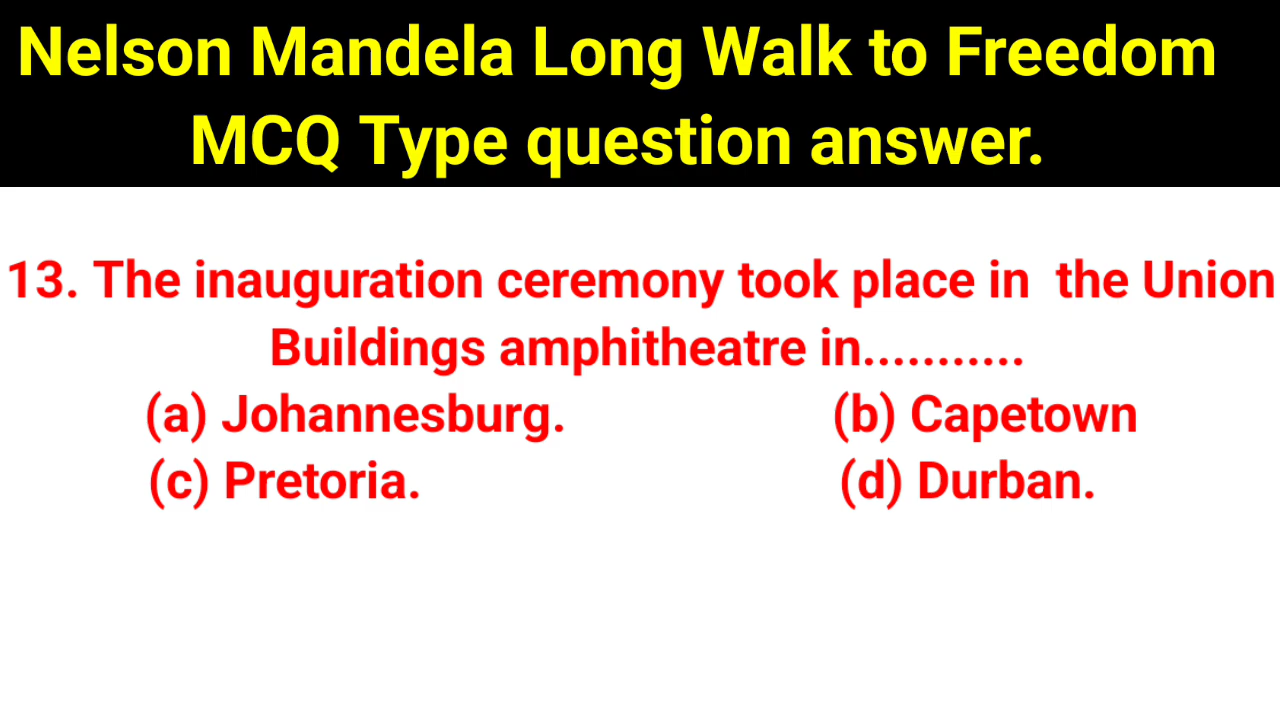 Nelson Mandela Long Walk to Freedom
MCQ Type question answer.
13. The inauguration ceremony took place in  the Union
Buildings amphitheatre in...........
(a) Johannesburg. (b) Capetown
(c) Pretoria. (d) Durban.